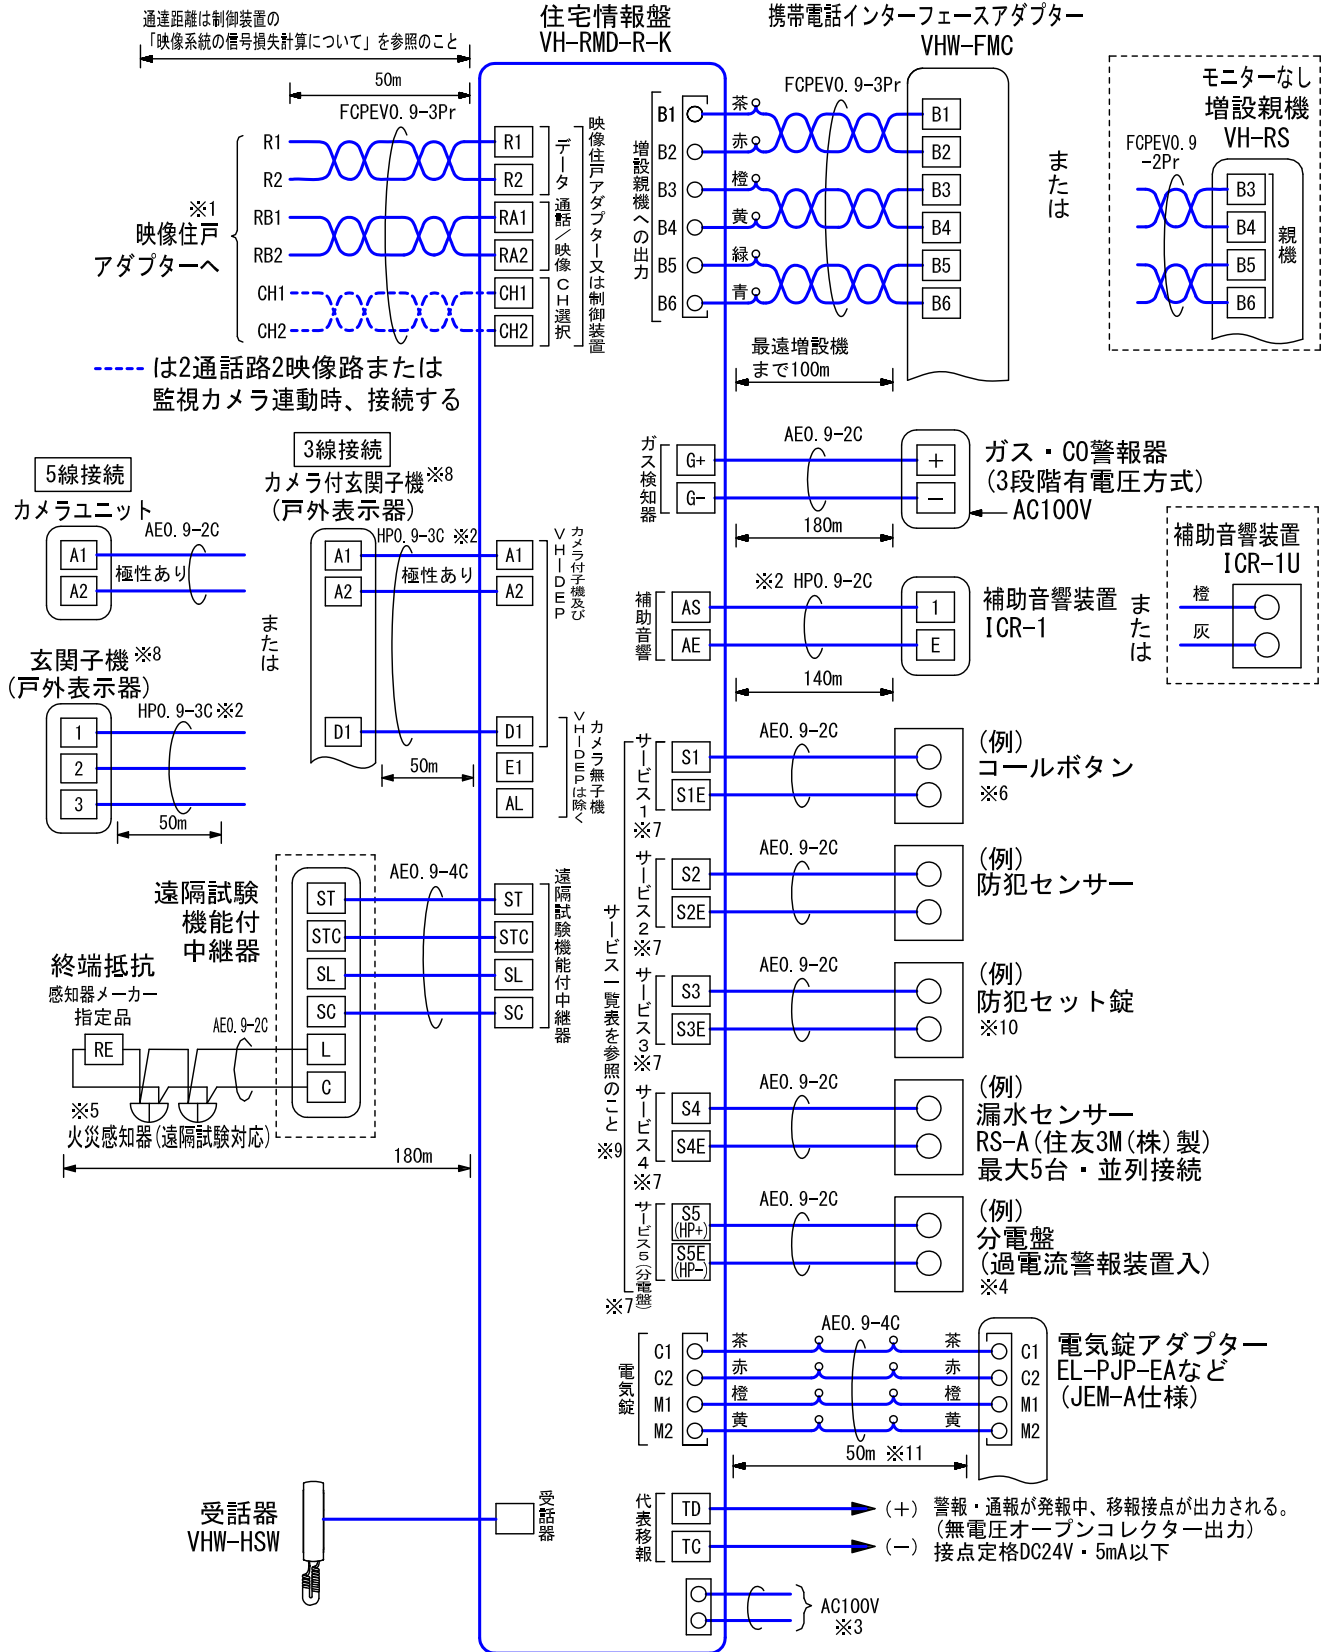 通達距離は制御装置の
「映像系統の信号損失計算について」を参照のこと
50m
FCPEV0.9-3Pr
R1
R2
RB1
RB2
CH1
CH2
※1
映像住戸
アダプターへ
は2通話路2映像路または
監視カメラ連動時、接続する
住宅情報盤
VH-RMD-R-K
R1
R2
RA1
RA2
CH1
CH2
データ
通話/映像
CH選択
映像住戸アダプター又は制御装置
増設親機への出力
B1
B2
B3
B4
B5
B6
茶
赤
橙
黄
緑
青
携帯電話インターフェースアダプター
VHW-FMC
FCPEV0.9-3Pr
B1
B2
B3
B4
B5
B6
最遠増設機
まで100m
または
モニターなし
増設親機
VH-RS
FCPEV0.9
-2Pr
B3
B4
B5
B6
親機
5線接続
カメラユニット
AE0.9-2C
A1
A2
極性あり
玄関子機※8
(戸外表示器)
HP0.9-3C※2
1
2
3
50m
または
3線接続
カメラ付玄関子機※8
(戸外表示器)
HP0.9-3C ※2
A1
A2
極性あり
D1
50m
A1
A2
カメラ付子機及び
VH-DEP
D1
E1
AL
カメラ無子機
VH-DEPは除く
ガス検知器
G+
G-
AE0.9-2C
180m
+
−
ガス・CO警報器
(3段階有電圧方式)
AC100V
補助音響
AS
AE
※2 HP0.9-2C
140m
1
E
補助音響装置
ICR-1
または
補助音響装置
ICR-1U
橙
灰
サービス一覧表を参照のこと
※9
サービス1
※7
S1
S1E
AE0.9-2C
(例)
コールボタン
※6
サービス2
※7
S2
S2E
AE0.9-2C
(例)
防犯センサー
サービス3
※7
S3
S3E
AE0.9-2C
(例)
防犯セット錠
※10
サービス4
※7
S4
S4E
AE0.9-2C
(例)
漏水センサー
RS-A(住友3M(株)製)
最大5台・並列接続
サービス5(分電盤)
※7
S5
(HP+)
S5E
(HP-)
AE0.9-2C
(例)
分電盤
(過電流警報装置入)
※4
遠隔試験
機能付
中継器
ST
STC
SL
SC
L
C
AE0.9-4C
ST
STC
SL
SC
遠隔試験機能付中継器
終端抵抗
感知器メーカー
指定品
RE
AE0.9-2C
※5
火災感知器(遠隔試験対応)
180m
電気錠
C1
C2
M1
M2
茶
赤
橙
黄
AE0.9-4C
茶
赤
橙
黄
C1
C2
M1
M2
50m ※11
電気錠アダプター
EL-PJP-EAなど
(JEM-A仕様)
受話器
VHW-HSW
受話器
代表移報
TD
TC
(+)
(−)
警報・通報が発報中、移報接点が出力される。
(無電圧オープンコレクター出力)
接点定格DC24V・5mA以下
AC100V
※3